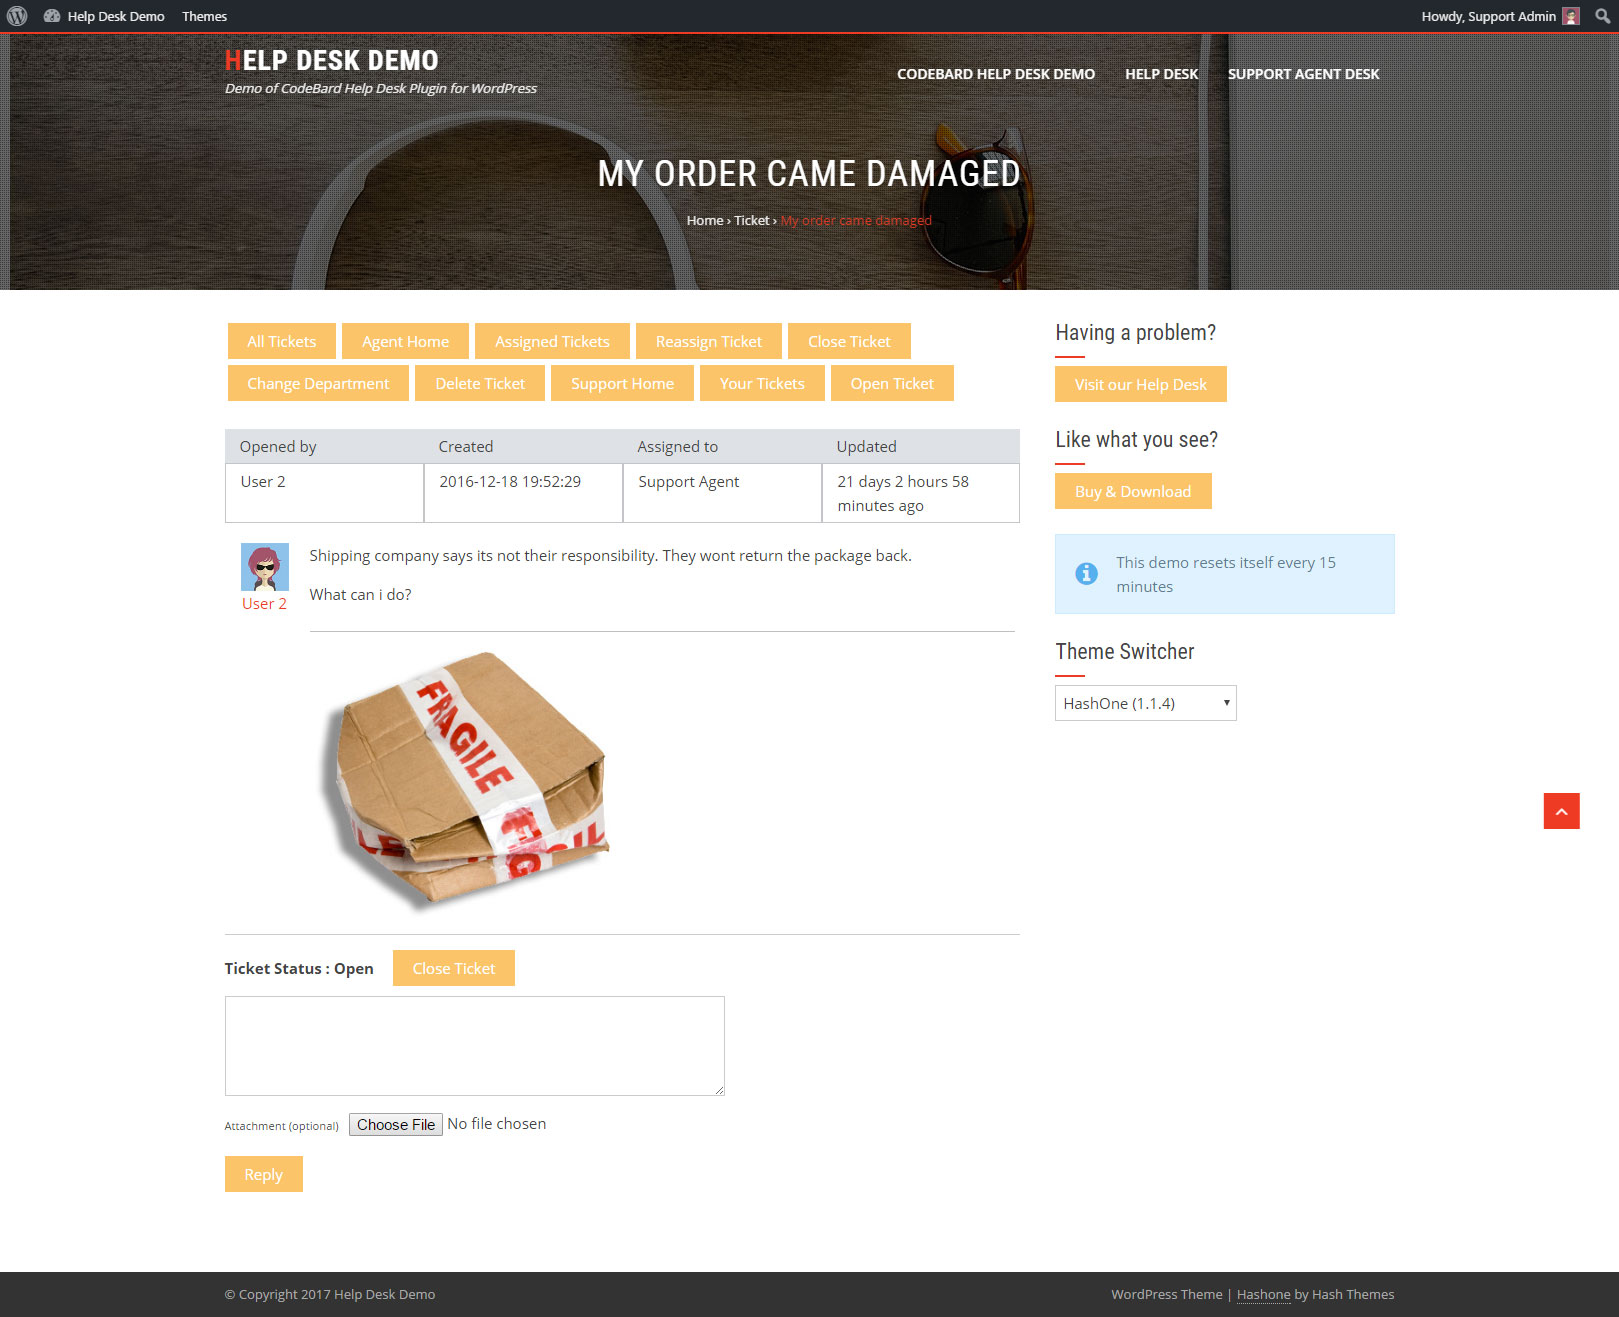 Help Desk Demo Themes Howdy, Support Admin
HELP DESK DEMO
Demo of CodeBard Help Desk Plugin for WordPress
CODEBARD HELP DESK DEMO HELP DESK SUPPORT AGENT DESK
MY ORDER CAME DAMAGED
Home › Ticket › My order came damaged
All Tickets Agent Home Assigned Tickets Reassign Ticket Close Ticket
Change Department Delete Ticket Support Home Your Tickets Open Ticket
Opened by Created Assigned to Updated
User 2 2016-12-18 19:52:29 Support Agent 21 days 2 hours 58
minutes ago
User 2
Shipping company says its not their responsibility. They wont return the package back.
What can i do?
FRAGILE
Ticket Status : Open Close Ticket
Attachment (optional) Choose File No file chosen
Reply
Having a problem?
Visit our Help Desk
Like what you see?
Buy & Download
This demo resets itself every 15
minutes
Theme Switcher
HashOne (1.1.4)
© Copyright 2017 Help Desk Demo
WordPress Theme | Hashone by Hash Themes